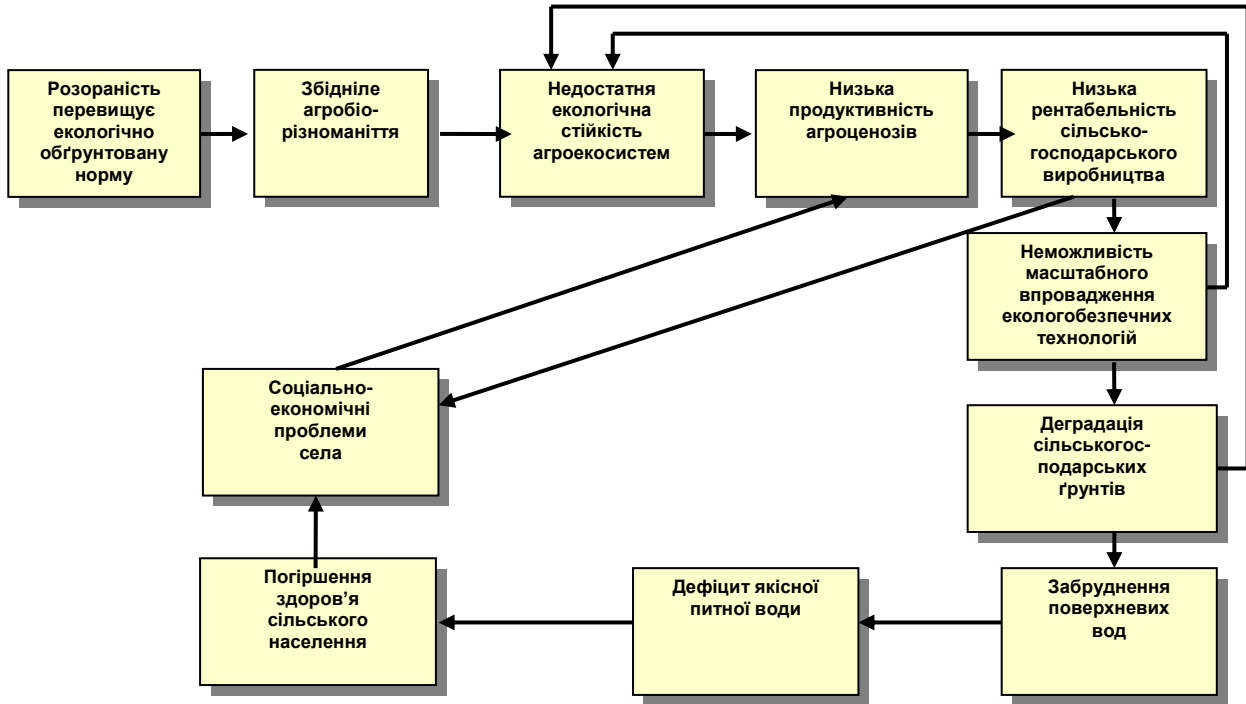 Розораність
перевищує
екологічно
обґрунтовану
норму
Збідніле
агробіо-
різноманіття
Недостатня
екологічна
стійкість
агроекосистем
Низька
продуктивність
агроценозів
Низька
рентабельність
сільсько-
господарського
виробництва
Неможливість
масштабного
впровадження
екологобезпечних
технологій
Соціально-
економічні
проблеми
села
Деградація
сільськогос-
подарських
ґрунтів
Погіршення
здоров’я
сільського
населення
Дефіцит якісної
питної води
Забруднення
поверхневих
вод